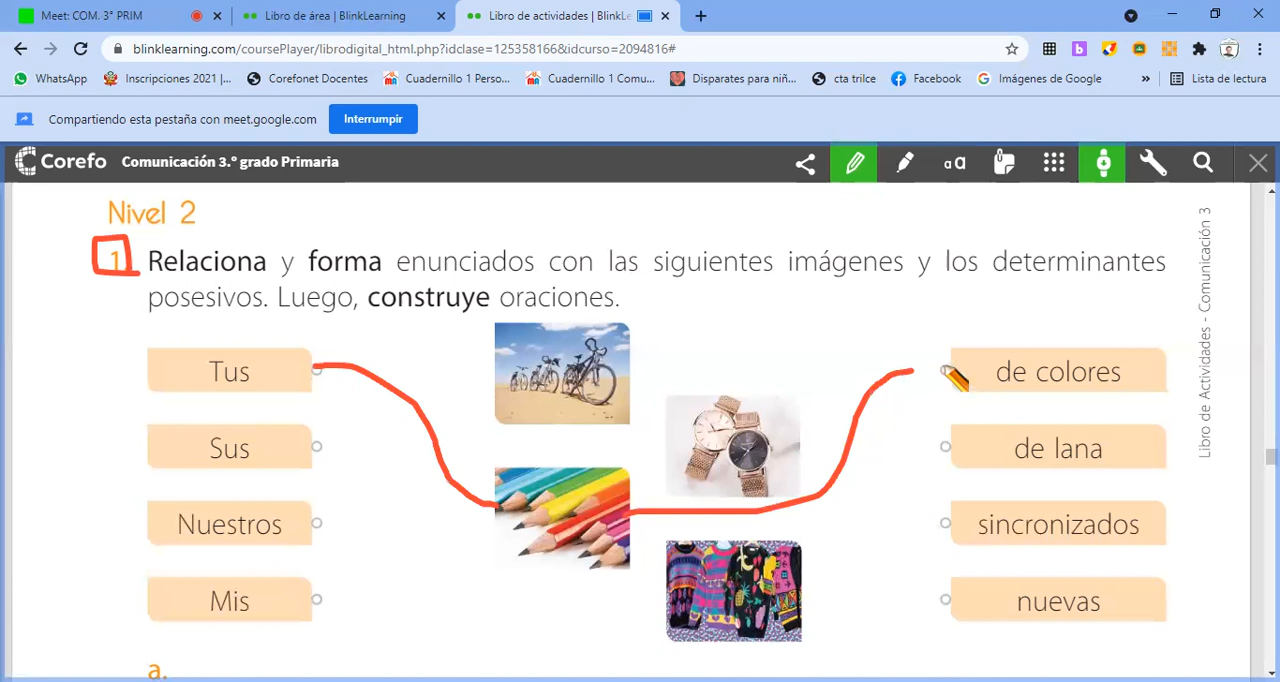 Meet: COM. 3° PRIM
Libro de área | BlinkLearning
Libro de actividades | BlinkLe
blinklearning.com/coursePlayer/librodigital_html.php?idclase=125358166&idcurso=2094816#
WhatsApp
Inscripciones 2021 |...
Corefonet Docentes
Cuadernillo 1 Perso...
Cuadernillo 1 Comu...
Disparates para niñ...
cta trilce
Facebook
Imágenes de Google
»
Lista de lectura
Compartiendo esta pestaña con meet.google.com
Interrumpir
Corefo
Comunicación 3.º grado Primaria
aA
Nivel 2
1 Relaciona y forma enunciados con las siguientes imágenes y los determinantes
posesivos. Luego, construye oraciones.
Tus
de colores
Sus
de lana
Nuestros
sincronizados
Mis
nuevas
a.
Libro de Actividades - Comunicación 3